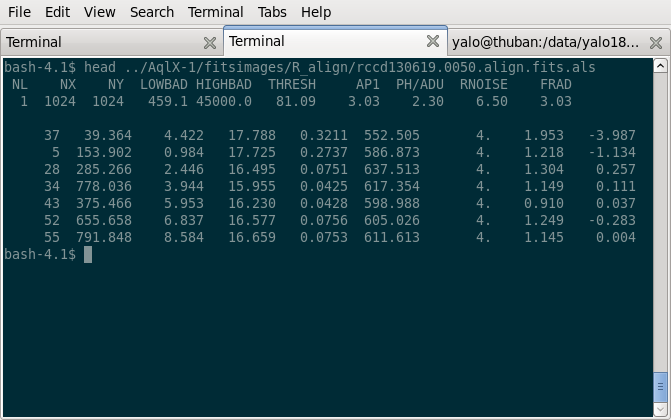 File Edit View Search Terminal Tabs Help
Terminal Terminal yalo@thuban:/data/yalo18...
bash-4.1$ head ../AqlX-1/fitsimages/R_align/rccd130619.0050.align.fits.als
NL NX NY LOWBAD HIGHBAD THRESH AP1 PH/ADU RNOISE FRAD
1 1024 1024 459.1 45000.0 81.09 3.03 2.30 6.50 3.03
37 39.364 4.422 17.788 0.3211 552.505 4. 1.953 -3.987
5 153.902 0.984 17.725 0.2737 586.873 4. 1.218 -1.134
28 285.266 2.446 16.495 0.0751 637.513 4. 1.304 0.257
34 778.036 3.944 15.955 0.0425 617.354 4. 1.149 0.111
43 375.466 5.953 16.230 0.0428 598.988 4. 0.910 0.037
52 655.658 6.837 16.577 0.0756 605.026 4. 1.249 -0.283
55 791.848 8.584 16.659 0.0753 611.613 4. 1.145 0.004
bash-4.1$